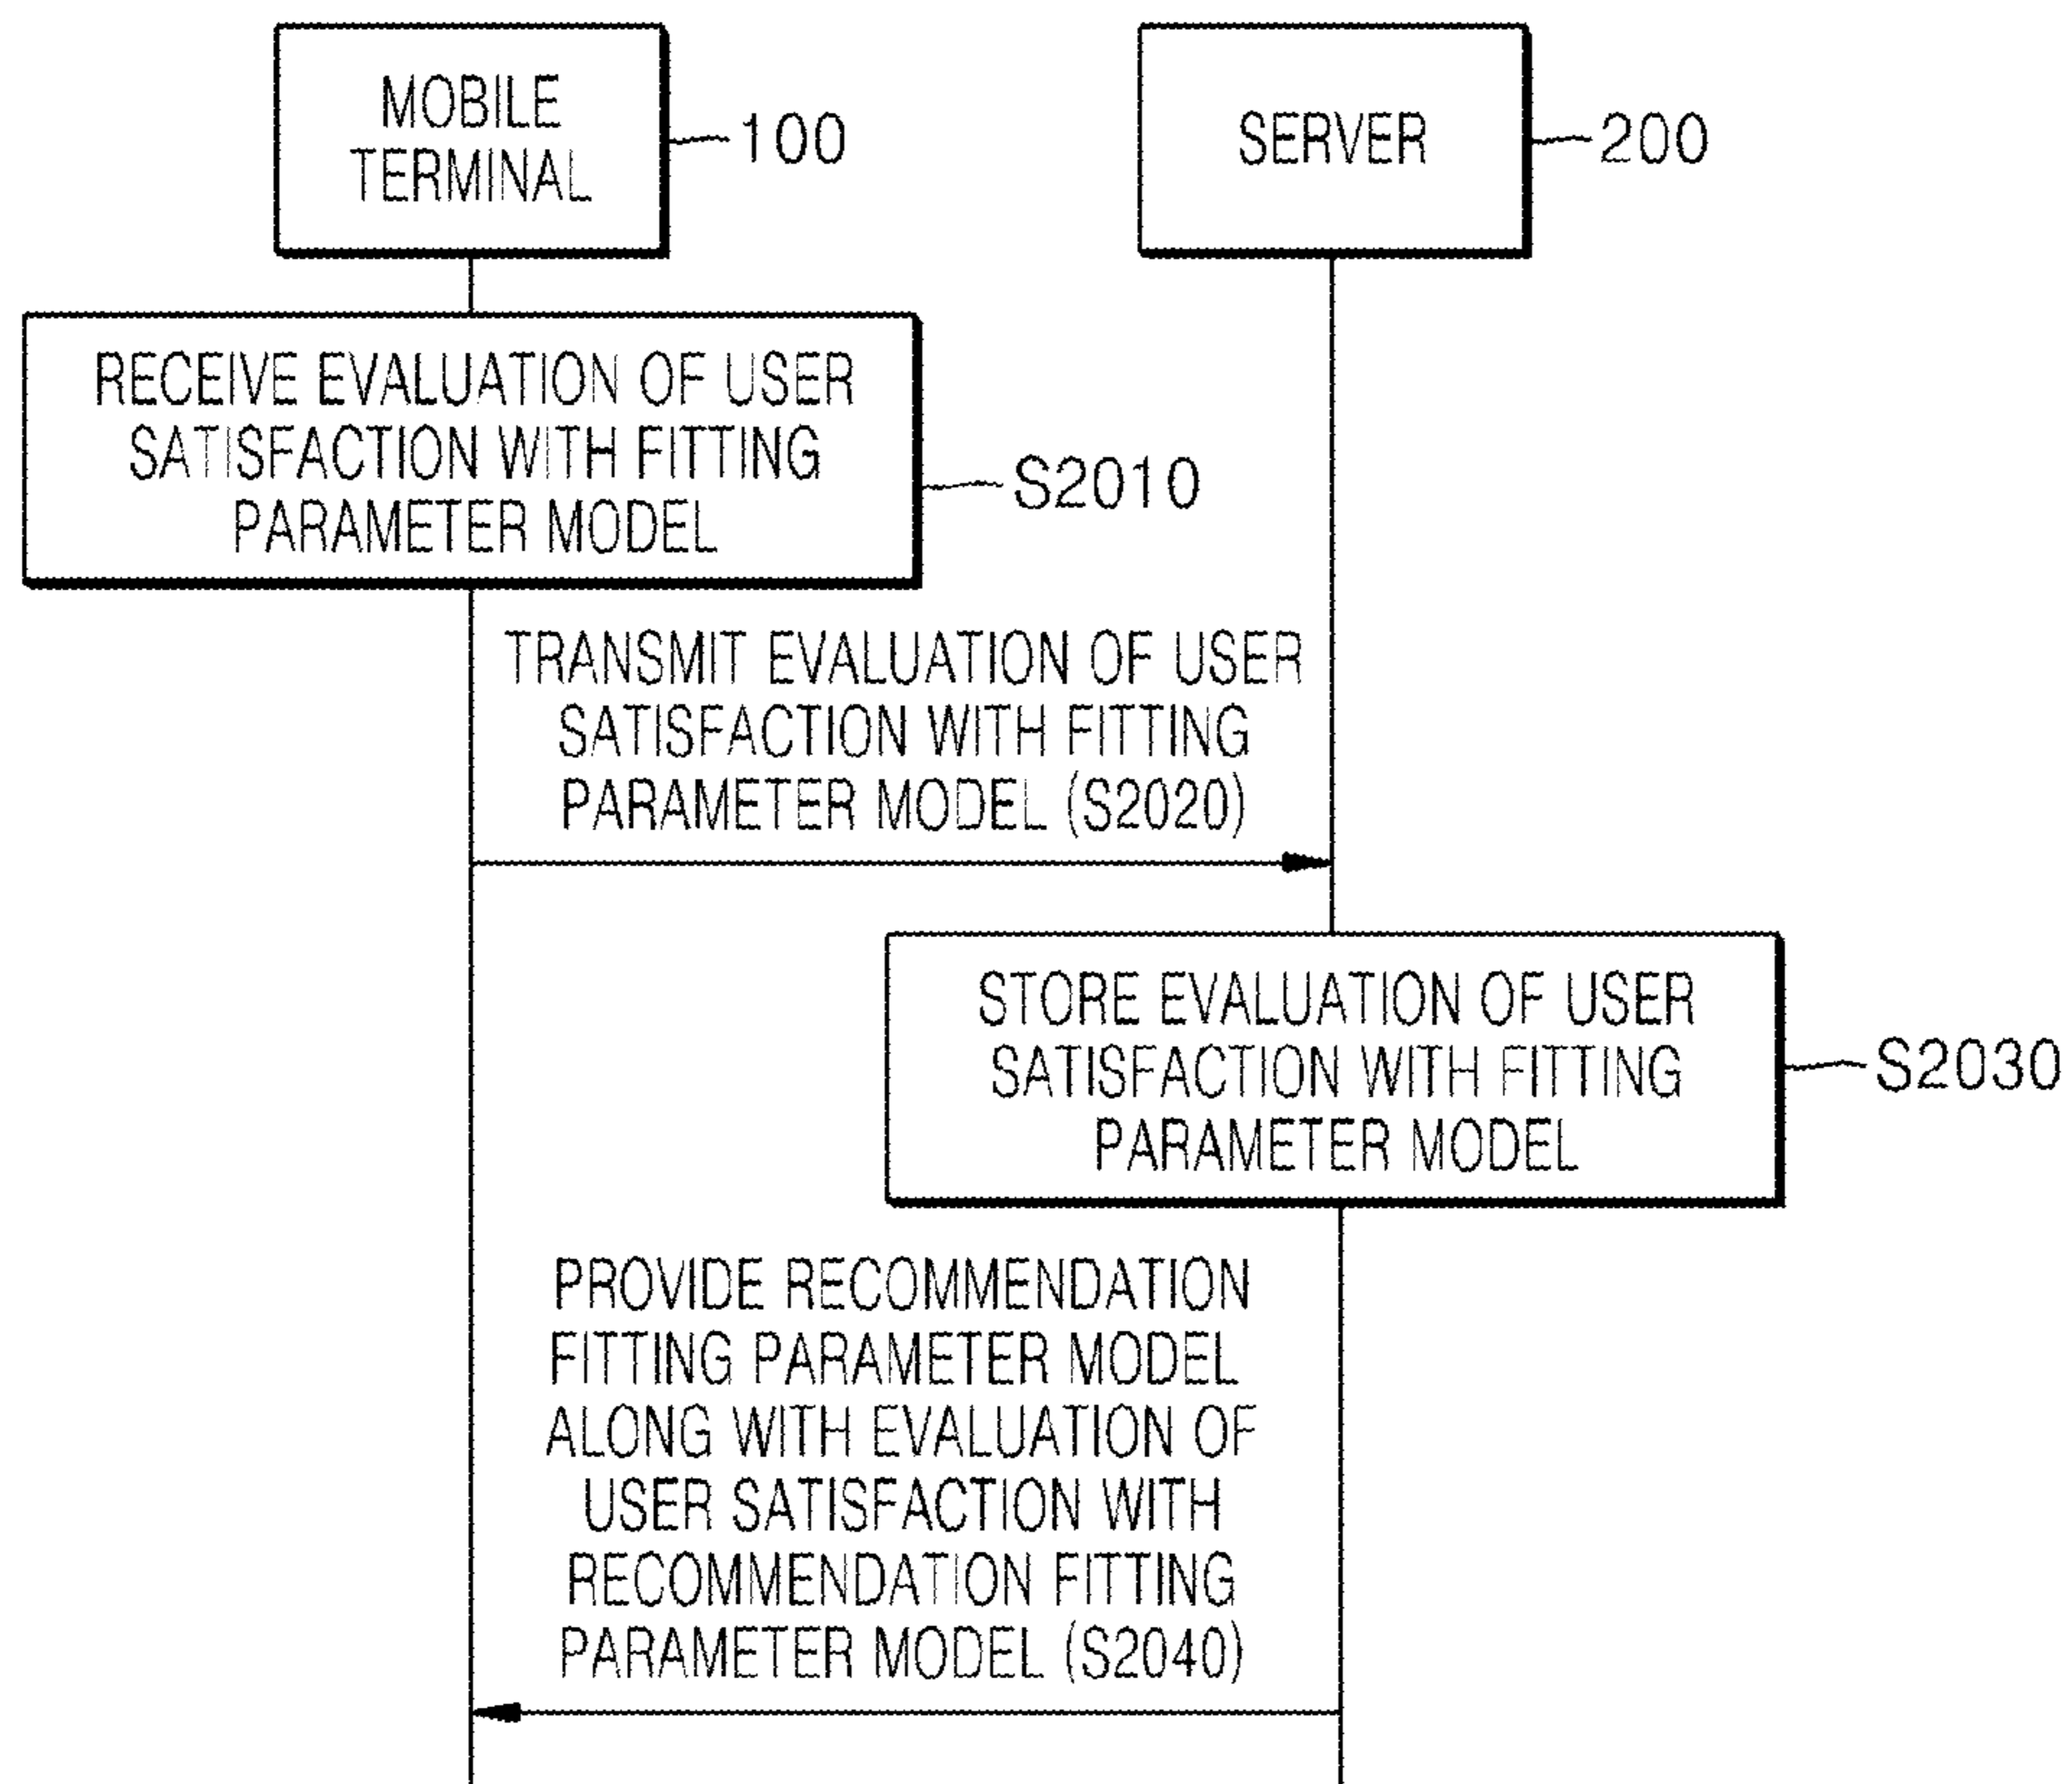 MOBILE
TERMINAL
100
SERVER
200
RECEIVE EVALUATION OF USER
SATISFACTION WITH FITTING
PARAMETER MODEL
S2010
TRANSMIT EVALUATION OF USER
SATISFACTION WITH FITTING
PARAMETER MODEL (S2020)
STORE EVALUATION OF USER
SATISFACTION WITH FITTING
PARAMETER MODEL
S2030
PROVIDE RECOMMENDATION
FITTING PARAMETER MODEL
ALONG WITH EVALUATION OF
USER SATISFACTION WITH
RECOMMENDATION FITTING
PARAMETER MODEL (S2040)